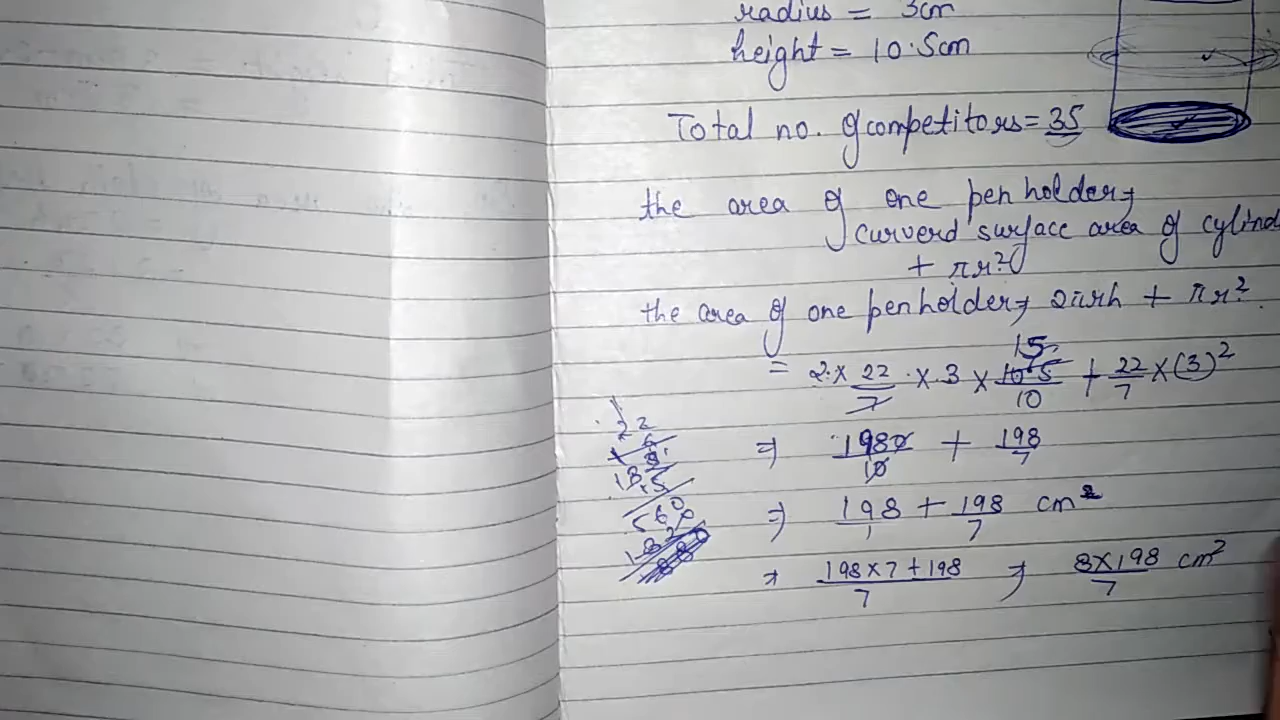 radius = 3cm
height = 10.5cm
Total no. of competitors = 35
the area of one penholder ⇒
curverd surface area of cylind
+ πr²
the area of one penholder ⇒ 2πrh + πr².
= 2 × 22/7 × 3 × 10.5/10 15 + 22/7 × (3)²
⇒ 1980/10 + 198/7
⇒ 198/1 + 198/7 cm²
⇒ 198×7+198/7 ⇒ 8×198/7 cm²